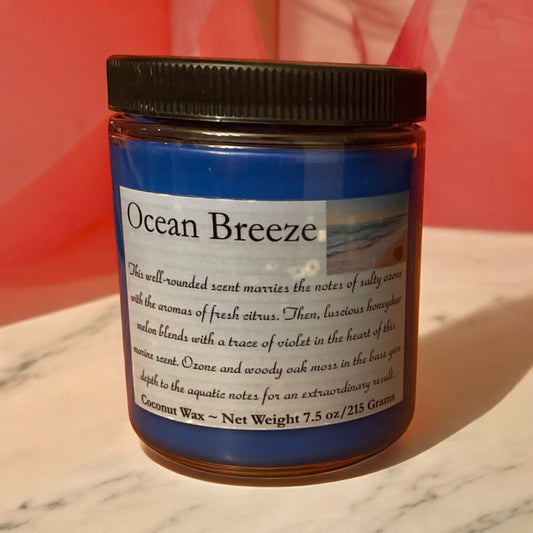 Ocean Breeze
This well-rounded scent marries the notes of salty ozone
with the aromas of fresh citrus. Then, luscious honeydew
melon blends with a trace of violet in the heart of this
marine scent. Ozone and woody oak moss in the base give
depth to the aquatic notes for an extraordinary result.
Coconut Wax ~ Net Weight 7.5 oz/215 Grams